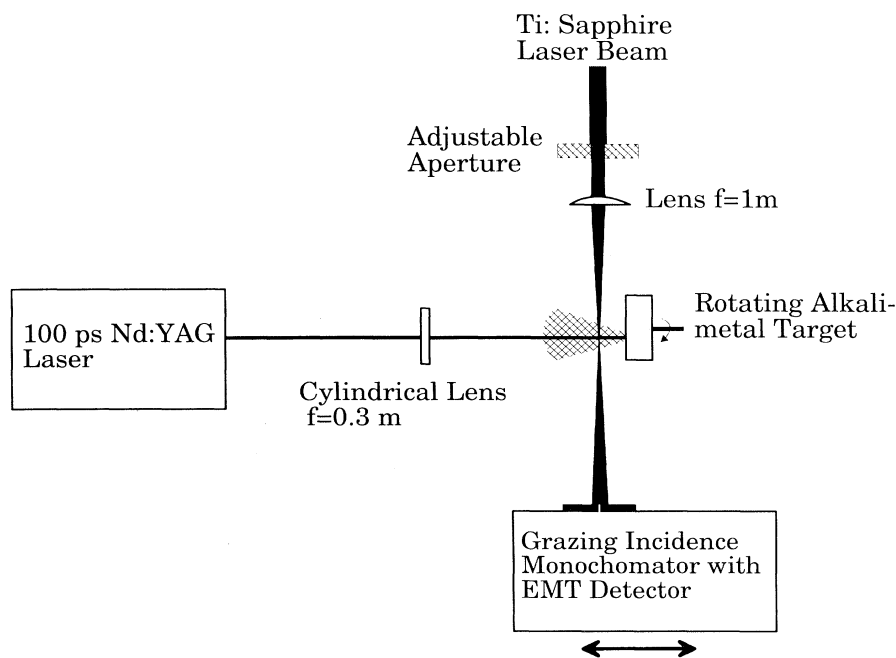 Ti: Sapphire
Laser Beam
Adjustable
Aperture
Lens f=1m
Rotating Alkali-
metal Target
100 ps Nd:YAG
Laser
Cylindrical Lens
f=0.3 m
Grazing Incidence
Monochomator with
EMT Detector